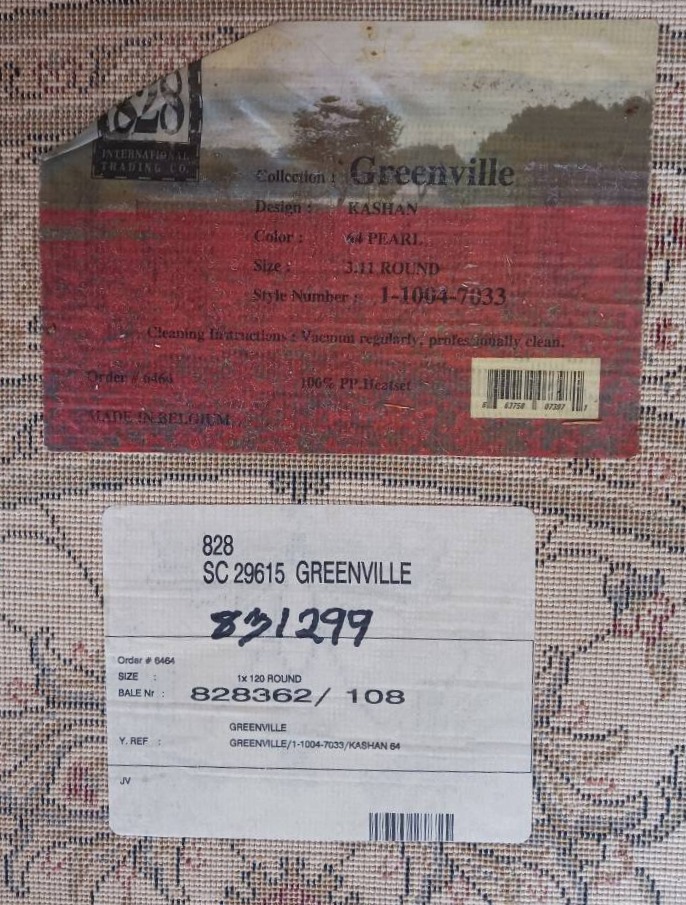 828
INTERNATIONAL
TRADING CO.
Collection : Greenville
Design : KASHAN
Color : 64 PEARL
Size : 3.11 ROUND
Style Number : 1-1004-7033
Cleaning Instructions : Vacuum regularly, professionally clean.
Order # 6464 100% PP.Heatset
MADE IN BELGIUM
828
SC 29615 GREENVILLE
831299
Order # 6464
SIZE : 1x 120 ROUND
BALE Nr : 828362/ 108
GREENVILLE
Y. REF : GREENVILLE/1-1004-7033/KASHAN 64
JV